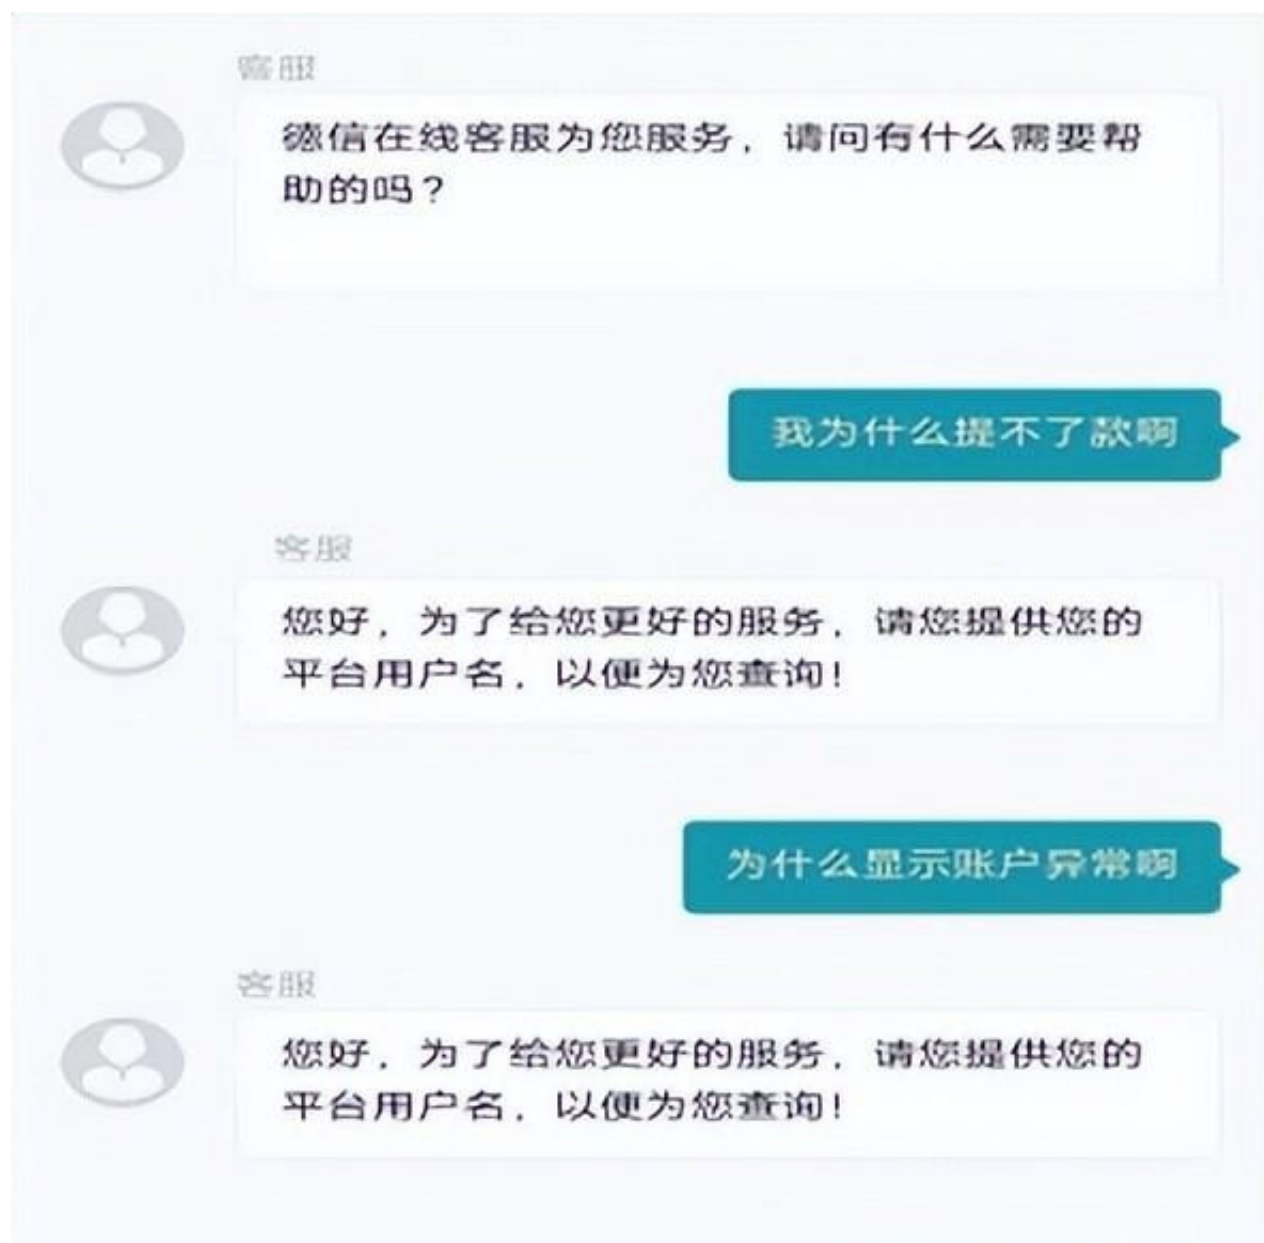 客服
德信在线客服为您服务，请问有什么需要帮
助的吗？
我为什么提不了款啊
客服
您好，为了给您更好的服务，请您提供您的
平台用户名，以便为您查询！
为什么显示账户异常啊
客服
您好，为了给您更好的服务，请您提供您的
平台用户名，以便为您查询！